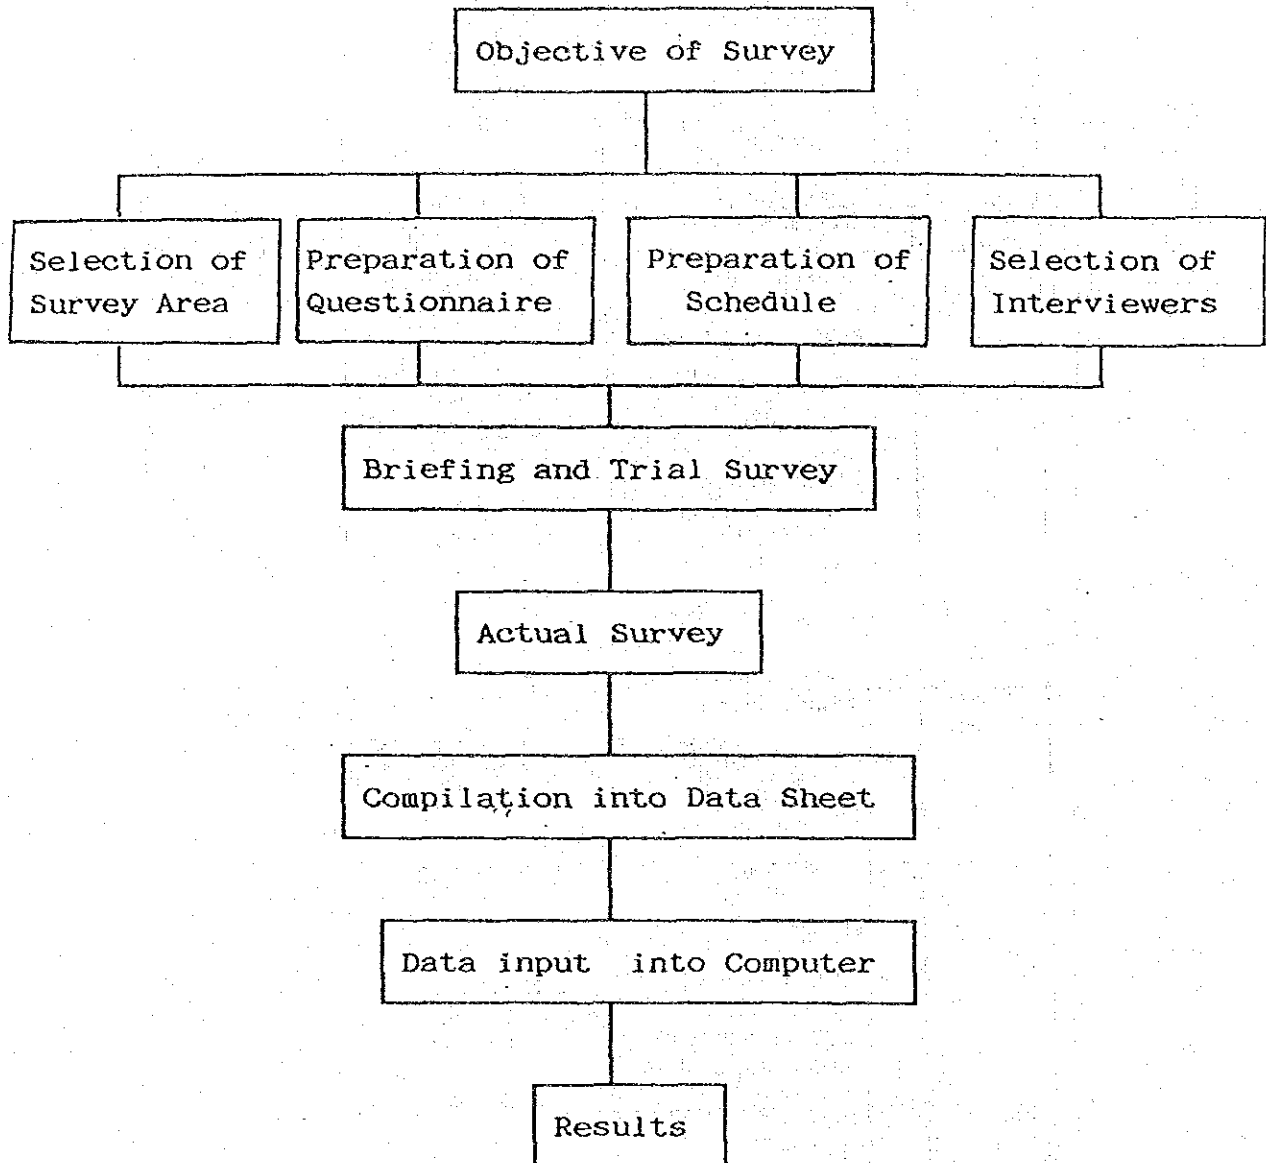 Objective of Survey
Selection of
Survey Area
Preparation of
Questionnaire
Preparation of
Schedule
Selection of
Interviewers
Briefing and Trial Survey
Actual Survey
Compilation into Data Sheet
Data input into Computer
Results